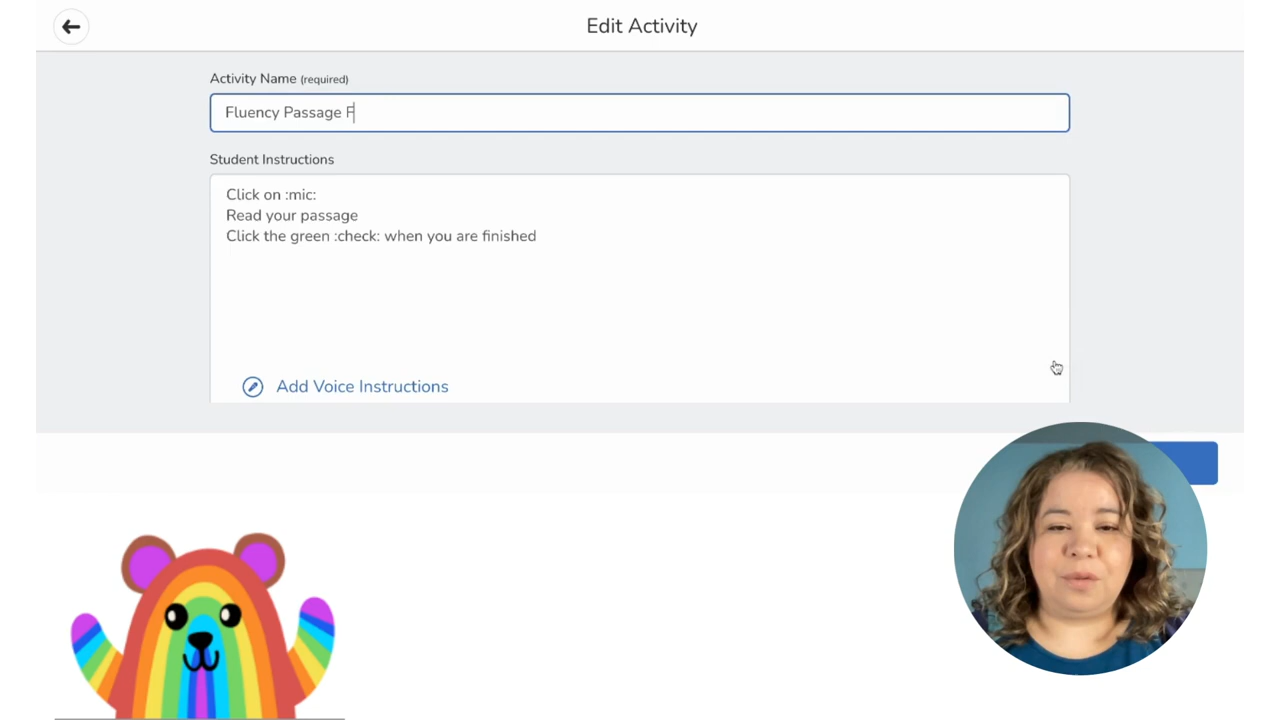 Edit Activity
Activity Name (required)
Fluency Passage F
Student Instructions
Click on :mic:
Read your passage
Click the green :check: when you are finished
Add Voice Instructions